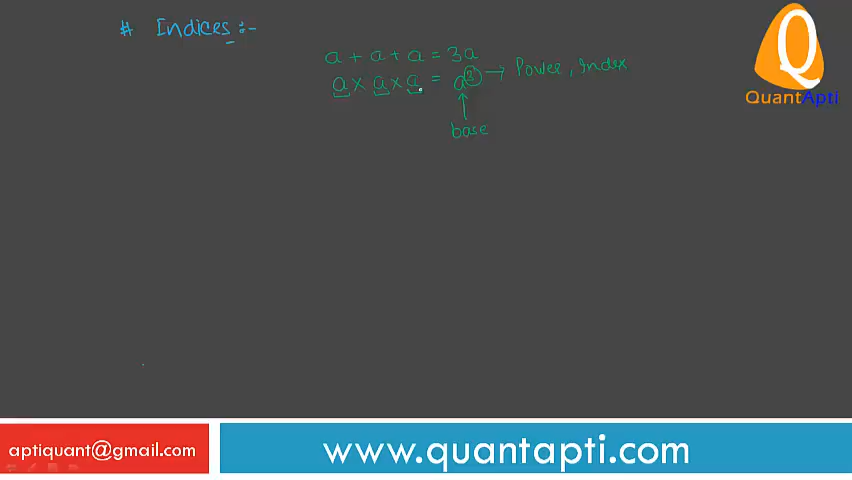 # Indices :-
a + a + a = 3a
a × a × a = a³ → Power, Index
base
Q
QuantApti
aptiquant@gmail.com
www.quantapti.com